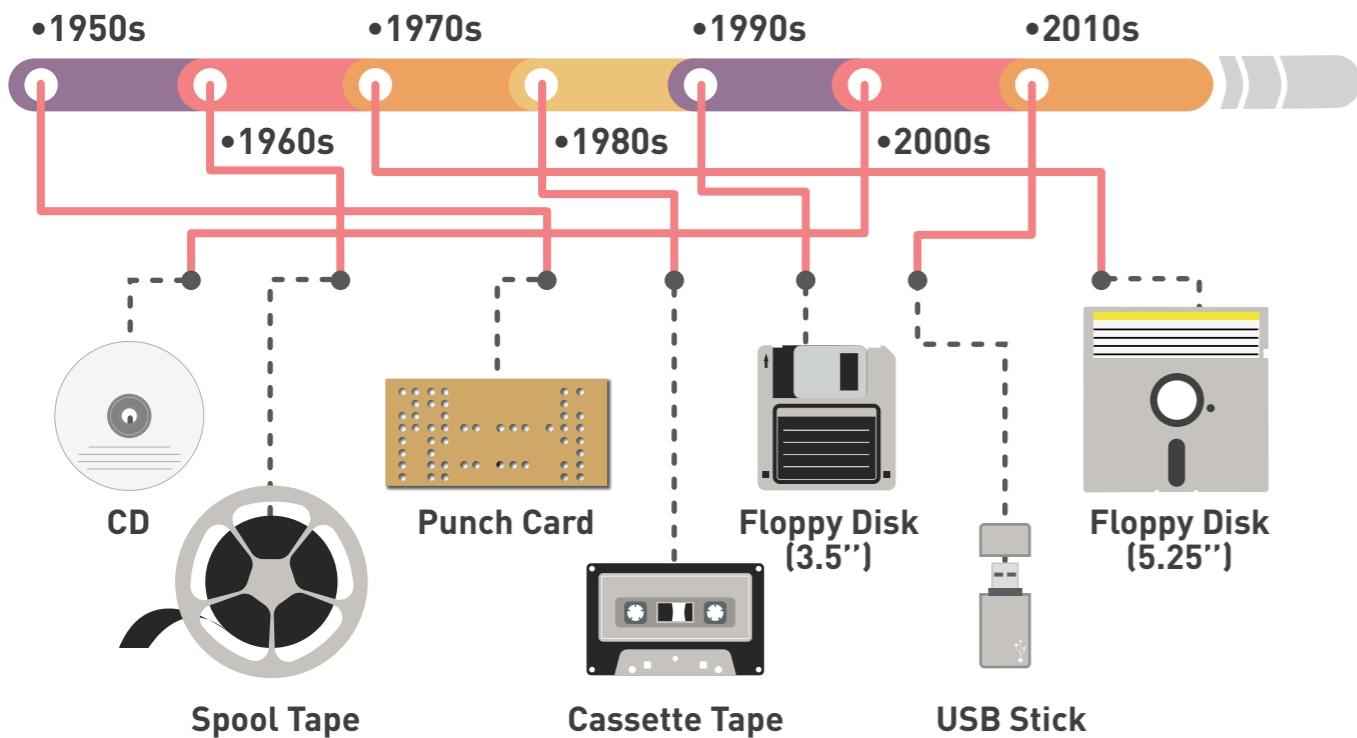 •1950s
•1970s
•1990s
•2010s
•1960s
•1980s
•2000s
CD
Punch Card
Floppy Disk
(3.5’’)
Floppy Disk
(5.25’’)
Spool Tape
Cassette Tape
USB Stick